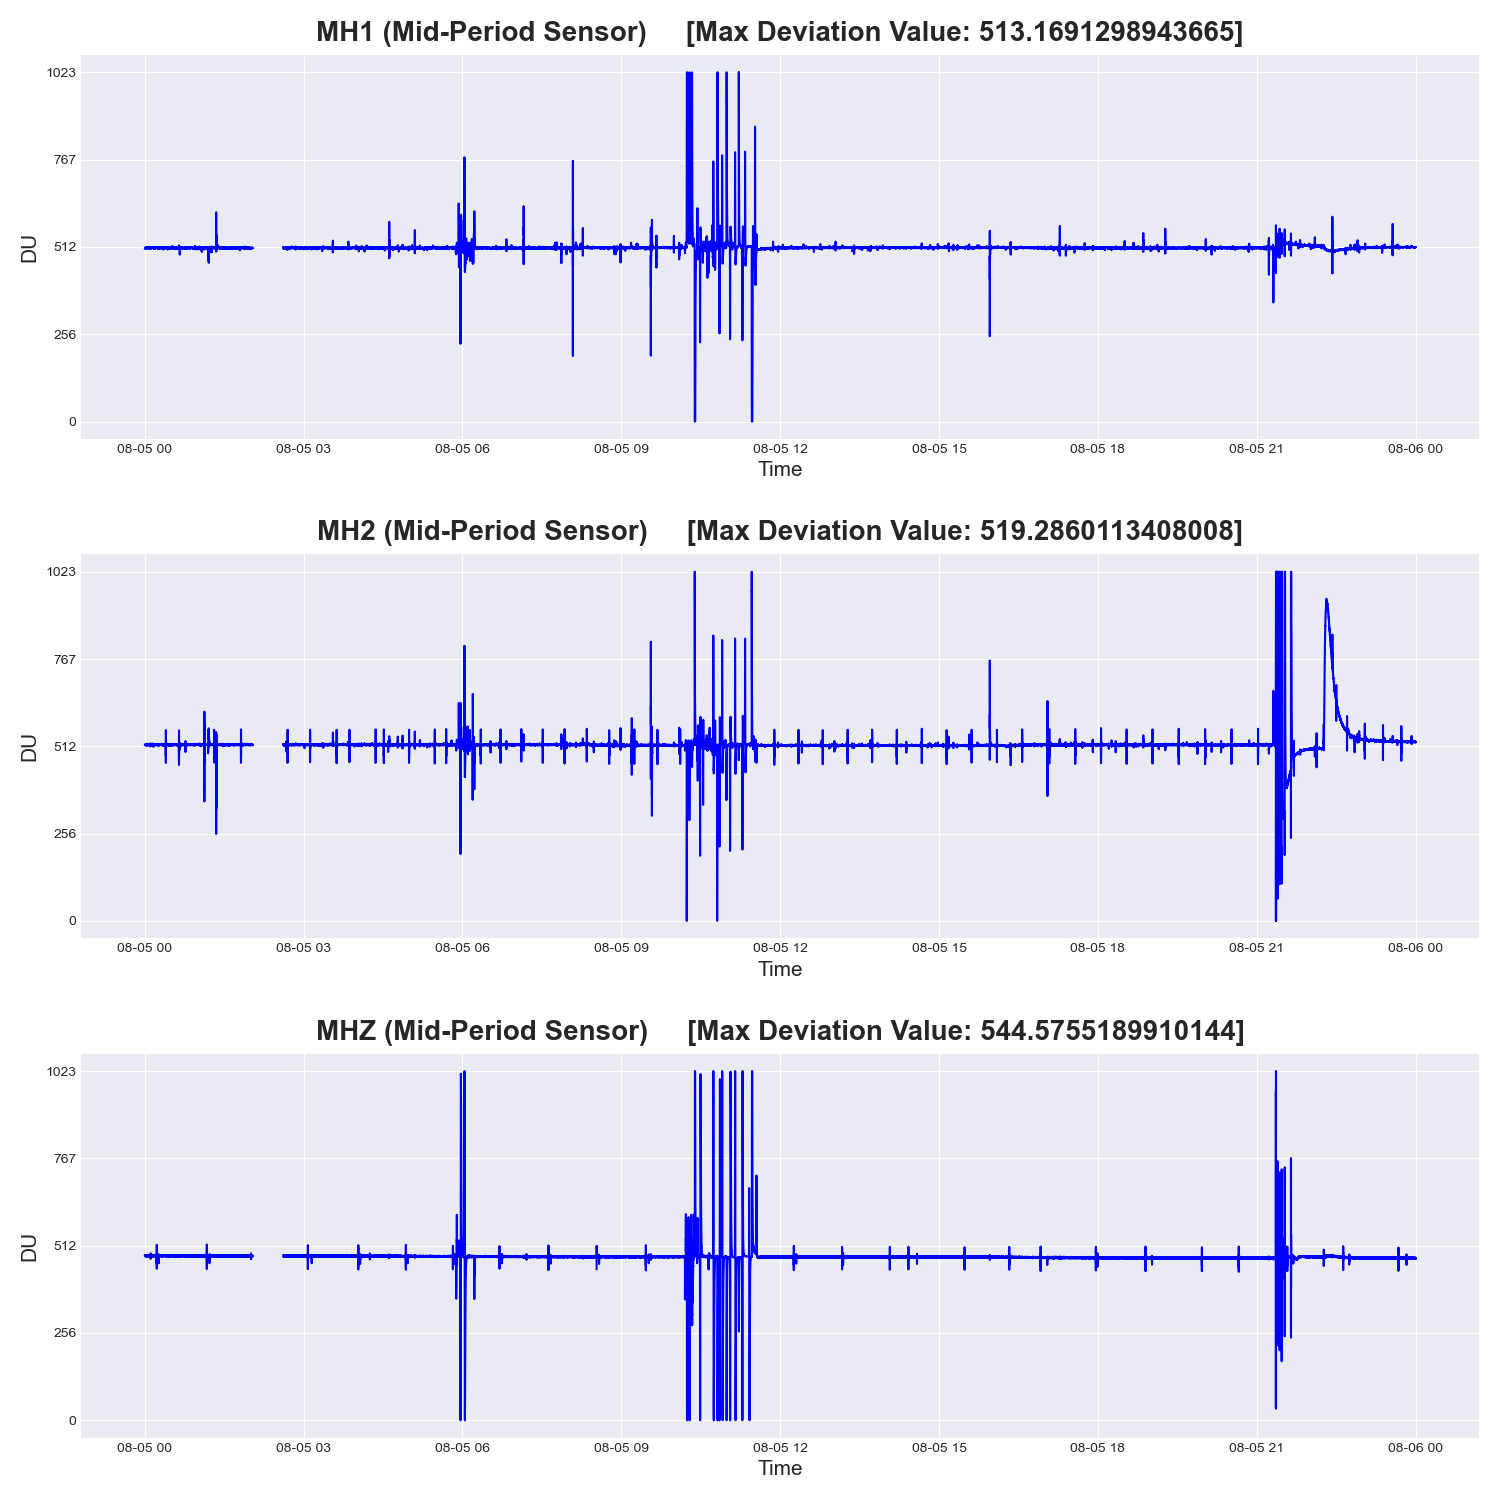 MH1 (Mid-Period Sensor) [Max Deviation Value: 513.1691298943665]
1023
767
512
256
0
DU
08-05 00 08-05 03 08-05 06 08-05 09 08-05 12 08-05 15 08-05 18 08-05 21 08-06 00
Time
MH2 (Mid-Period Sensor) [Max Deviation Value: 519.2860113408008]
1023
767
512
256
0
DU
08-05 00 08-05 03 08-05 06 08-05 09 08-05 12 08-05 15 08-05 18 08-05 21 08-06 00
Time
MHZ (Mid-Period Sensor) [Max Deviation Value: 544.5755189910144]
1023
767
512
256
0
DU
08-05 00 08-05 03 08-05 06 08-05 09 08-05 12 08-05 15 08-05 18 08-05 21 08-06 00
Time